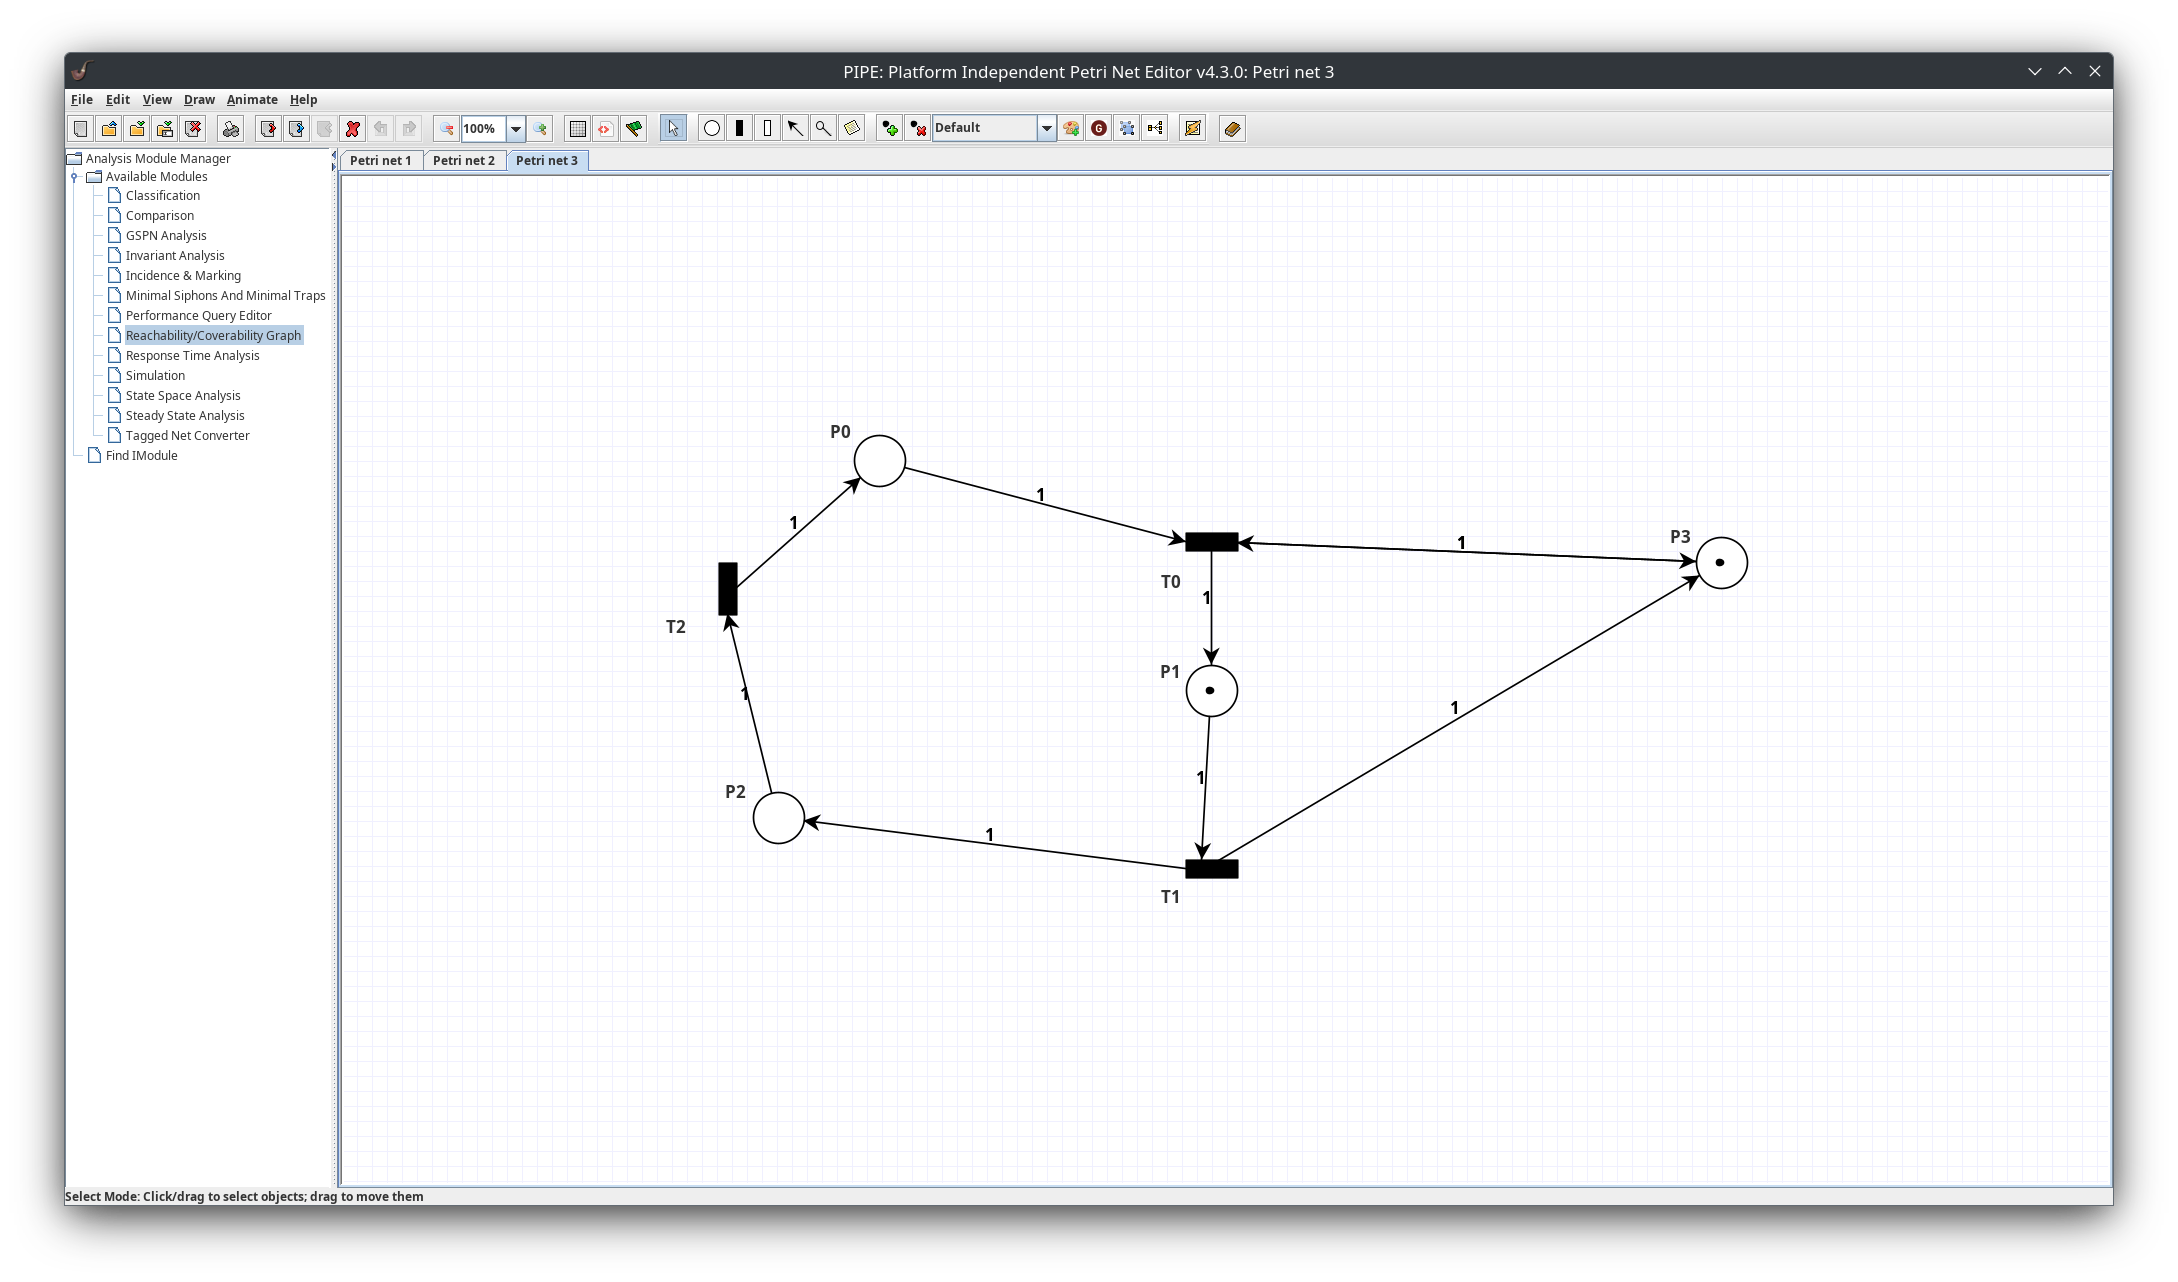 PIPE: Platform Independent Petri Net Editor v4.3.0: Petri net 3
File Edit View Draw Animate Help
100% Default G
Analysis Module Manager
Available Modules
Classification
Comparison
GSPN Analysis
Invariant Analysis
Incidence & Marking
Minimal Siphons And Minimal Traps
Performance Query Editor
Reachability/Coverability Graph
Response Time Analysis
Simulation
State Space Analysis
Steady State Analysis
Tagged Net Converter
Find IModule
Petri net 1 Petri net 2 Petri net 3
P0
1
1
P3
1
T0
1
T2
P1
1
1
1
P2
1
T1
Select Mode: Click/drag to select objects; drag to move them